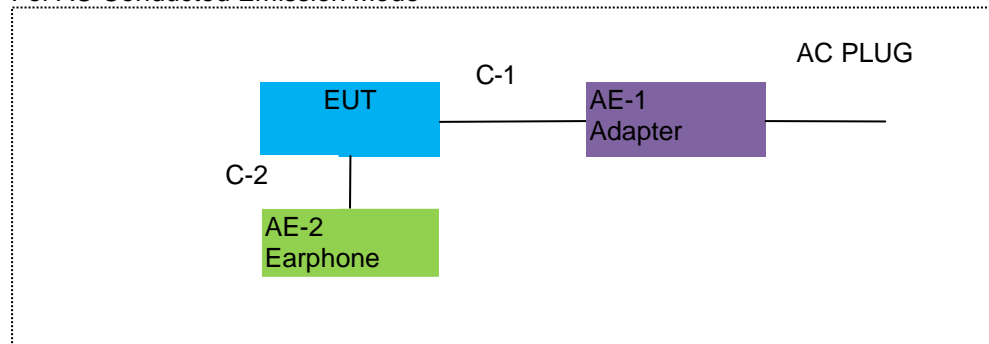 AC PLUG
C-1
EUT
AE-1
Adapter
C-2
AE-2
Earphone